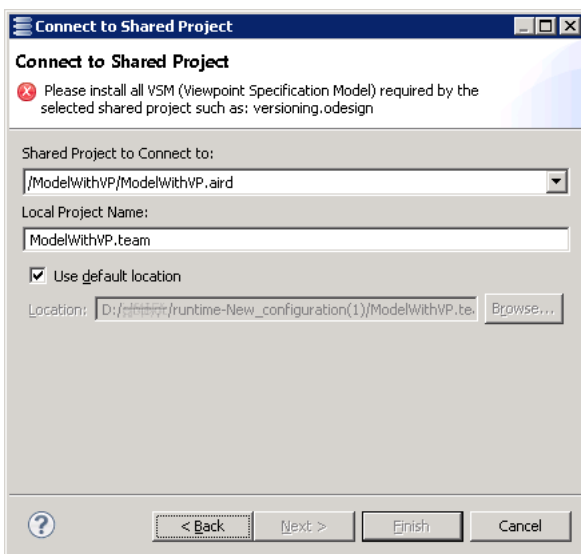 Connect to Shared Project
Connect to Shared Project
Please install all VSM (Viewpoint Specification Model) required by the
selected shared project such as: versioning.odesign
Shared Project to Connect to:
/ModelWithVP/ModelWithVP.aird
Local Project Name:
ModelWithVP.team
Use default location
Location: D:/ /runtime-New_configuration(1)/ModelWithVP.te Browse...
? < Back Next > Finish Cancel